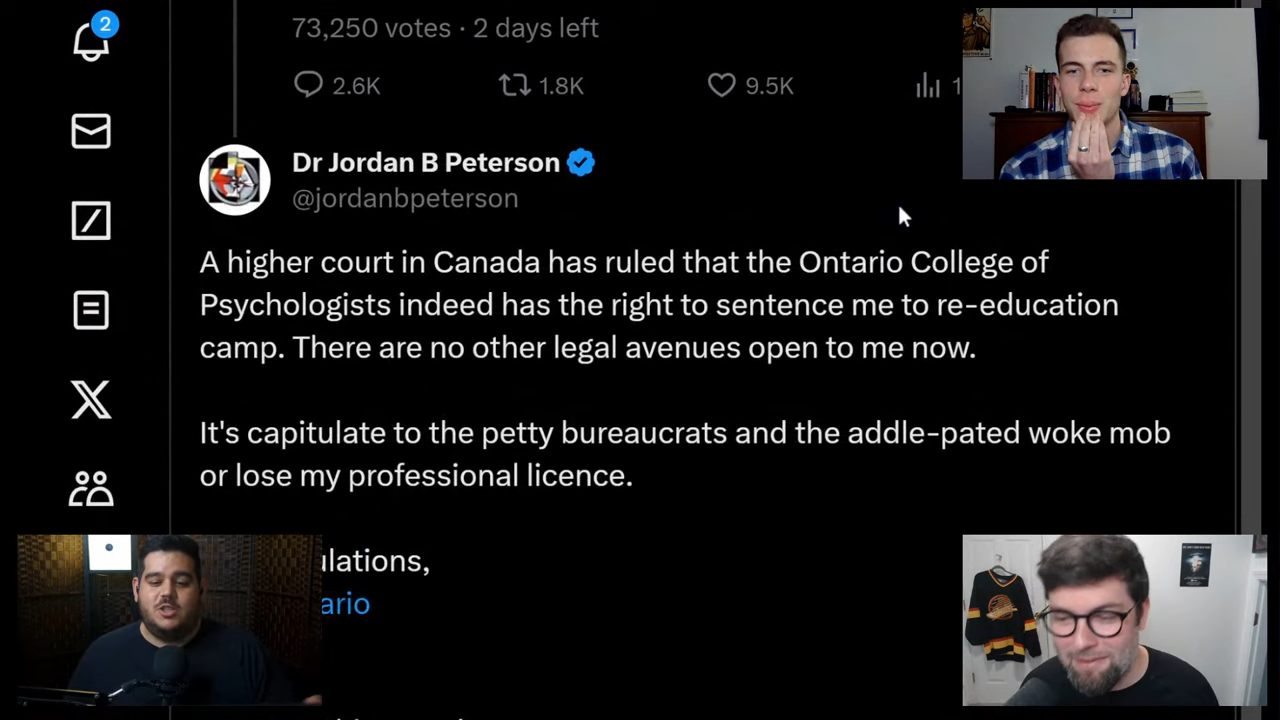 2
73,250 votes · 2 days left
2.6K 1.8K 9.5K 1
Dr Jordan B Peterson
@jordanbpeterson
A higher court in Canada has ruled that the Ontario College of
Psychologists indeed has the right to sentence me to re-education
camp. There are no other legal avenues open to me now.
It's capitulate to the petty bureaucrats and the addle-pated woke mob
or lose my professional licence.
ulations,
ario